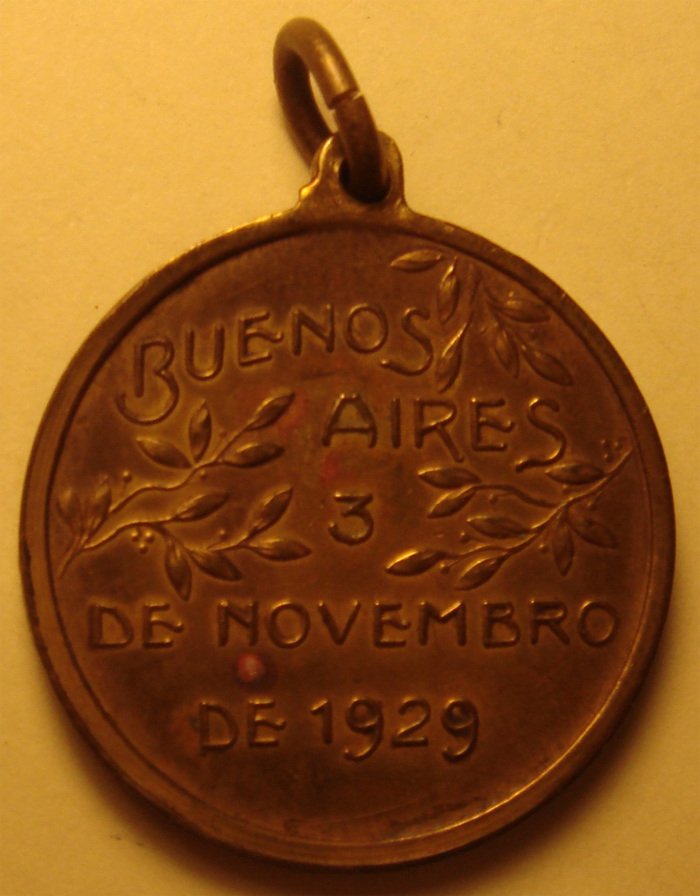 BUENOS
AIRES
3
DE NOVEMBRO
DE 1929